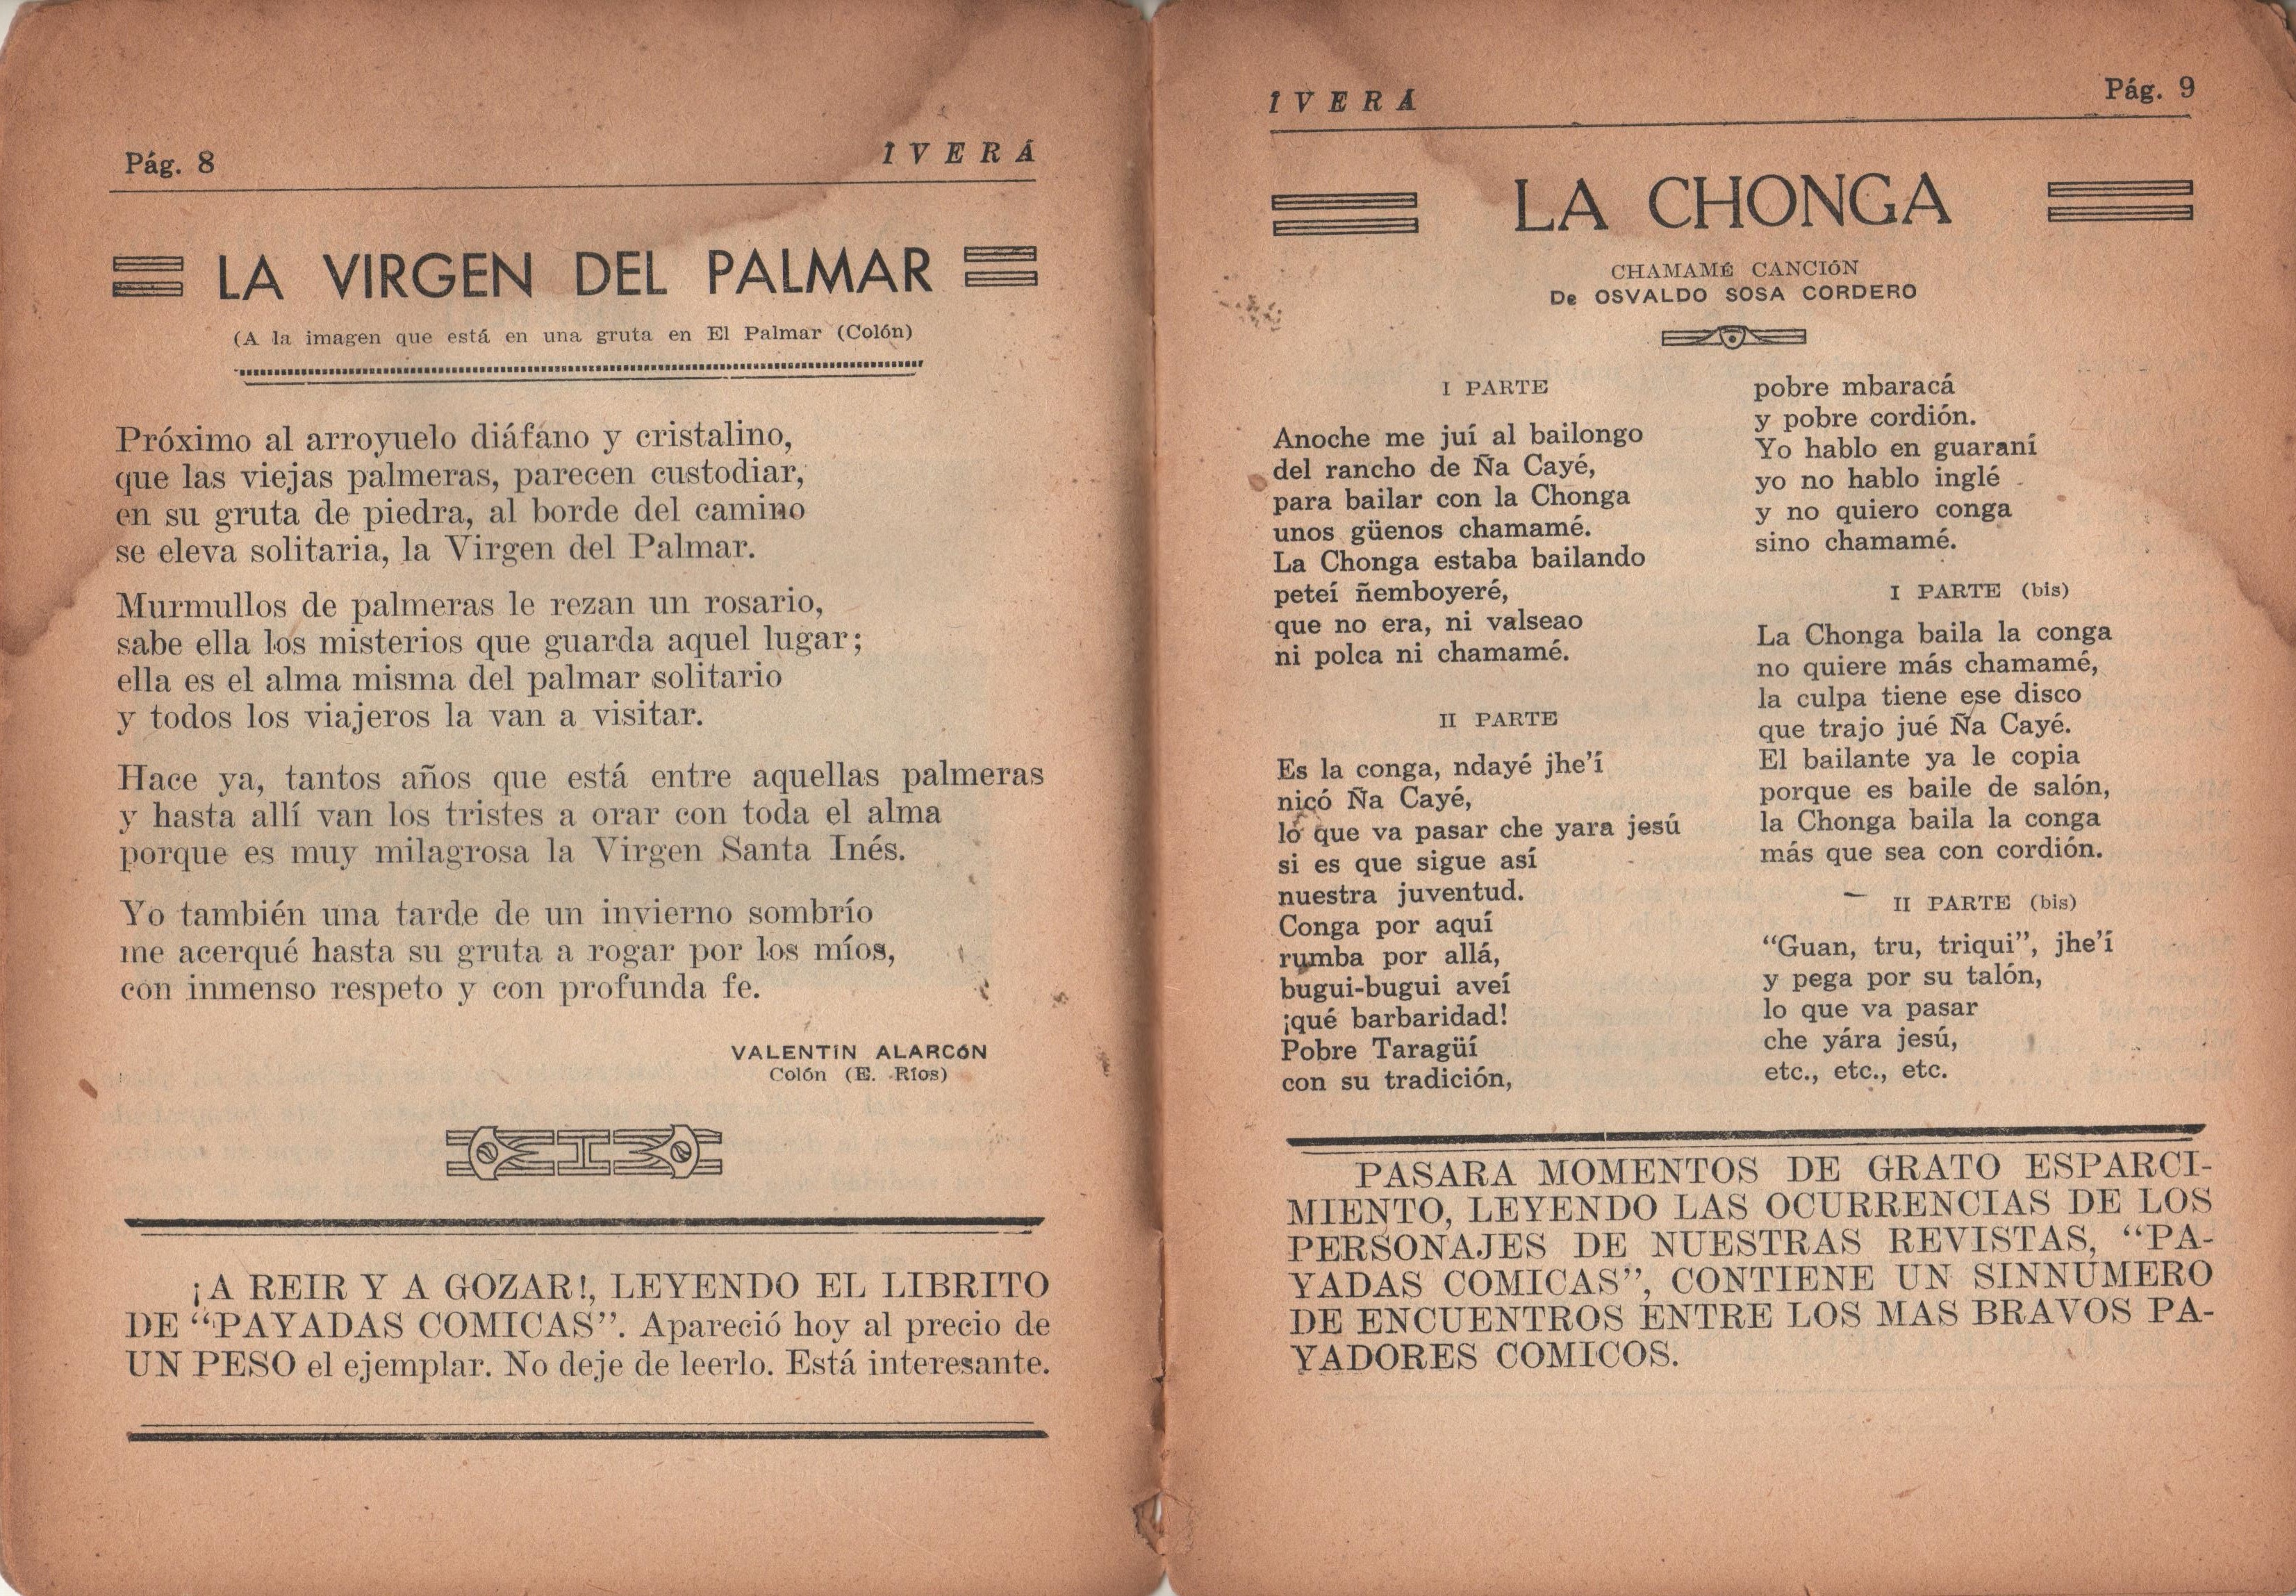 Pág. 8
ÎVERÁ
LA VIRGEN DEL PALMAR
(A la imagen que está en una gruta en El Palmar (Colón)
Próximo al arroyuelo diáfano y cristalino,
que las viejas palmeras, parecen custodiar,
en su gruta de piedra, al borde del camino
se eleva solitaria, la Virgen del Palmar.
Murmullos de palmeras le rezan un rosario,
sabe ella los misterios que guarda aquel lugar;
ella es el alma misma del palmar solitario
y todos los viajeros la van a visitar.
Hace ya, tantos años que está entre aquellas palmeras
y hasta allí van los tristes a orar con toda el alma
porque es muy milagrosa la Virgen Santa Inés.
Yo también una tarde de un invierno sombrío
me acerqué hasta su gruta a rogar por los míos,
con inmenso respeto y con profunda fe.
VALENTíN ALARCóN
Colón (E. Ríos)
¡A REIR Y A GOZAR!, LEYENDO EL LIBRITO
DE “PAYADAS COMICAS”. Apareció hoy al precio de
UN PESO el ejemplar. No deje de leerlo. Está interesante.
ÎVERÁ
Pág. 9
LA CHONGA
CHAMAMÉ CANCIÓN
De OSVALDO SOSA CORDERO
I PARTE
Anoche me juí al bailongo
del rancho de Ña Cayé,
para bailar con la Chonga
unos güenos chamamé.
La Chonga estaba bailando
peteí ñemboyeré,
que no era, ni valseao
ni polca ni chamamé.
II PARTE
Es la conga, ndayé jhe’í
nicó Ña Cayé,
lo que va pasar che yara jesú
si es que sigue así
nuestra juventud.
Conga por aquí
rumba por allá,
bugui-bugui aveí
¡qué barbaridad!
Pobre Taragüí
con su tradición,
pobre mbaracá
y pobre cordión.
Yo hablo en guaraní
yo no hablo inglé
y no quiero conga
sino chamamé.
I PARTE (bis)
La Chonga baila la conga
no quiere más chamamé,
la culpa tiene ese disco
que trajo jué Ña Cayé.
El bailante ya le copia
porque es baile de salón,
la Chonga baila la conga
más que sea con cordión.
II PARTE (bis)
“Guan, tru, triqui”, jhe’í
y pega por su talón,
lo que va pasar
che yára jesú,
etc., etc., etc.
PASARA MOMENTOS DE GRATO ESPARCI-
MIENTO, LEYENDO LAS OCURRENCIAS DE LOS
PERSONAJES DE NUESTRAS REVISTAS, “PA-
YADAS COMICAS”, CONTIENE UN SINNUMERO
DE ENCUENTROS ENTRE LOS MAS BRAVOS PA-
YADORES COMICOS.